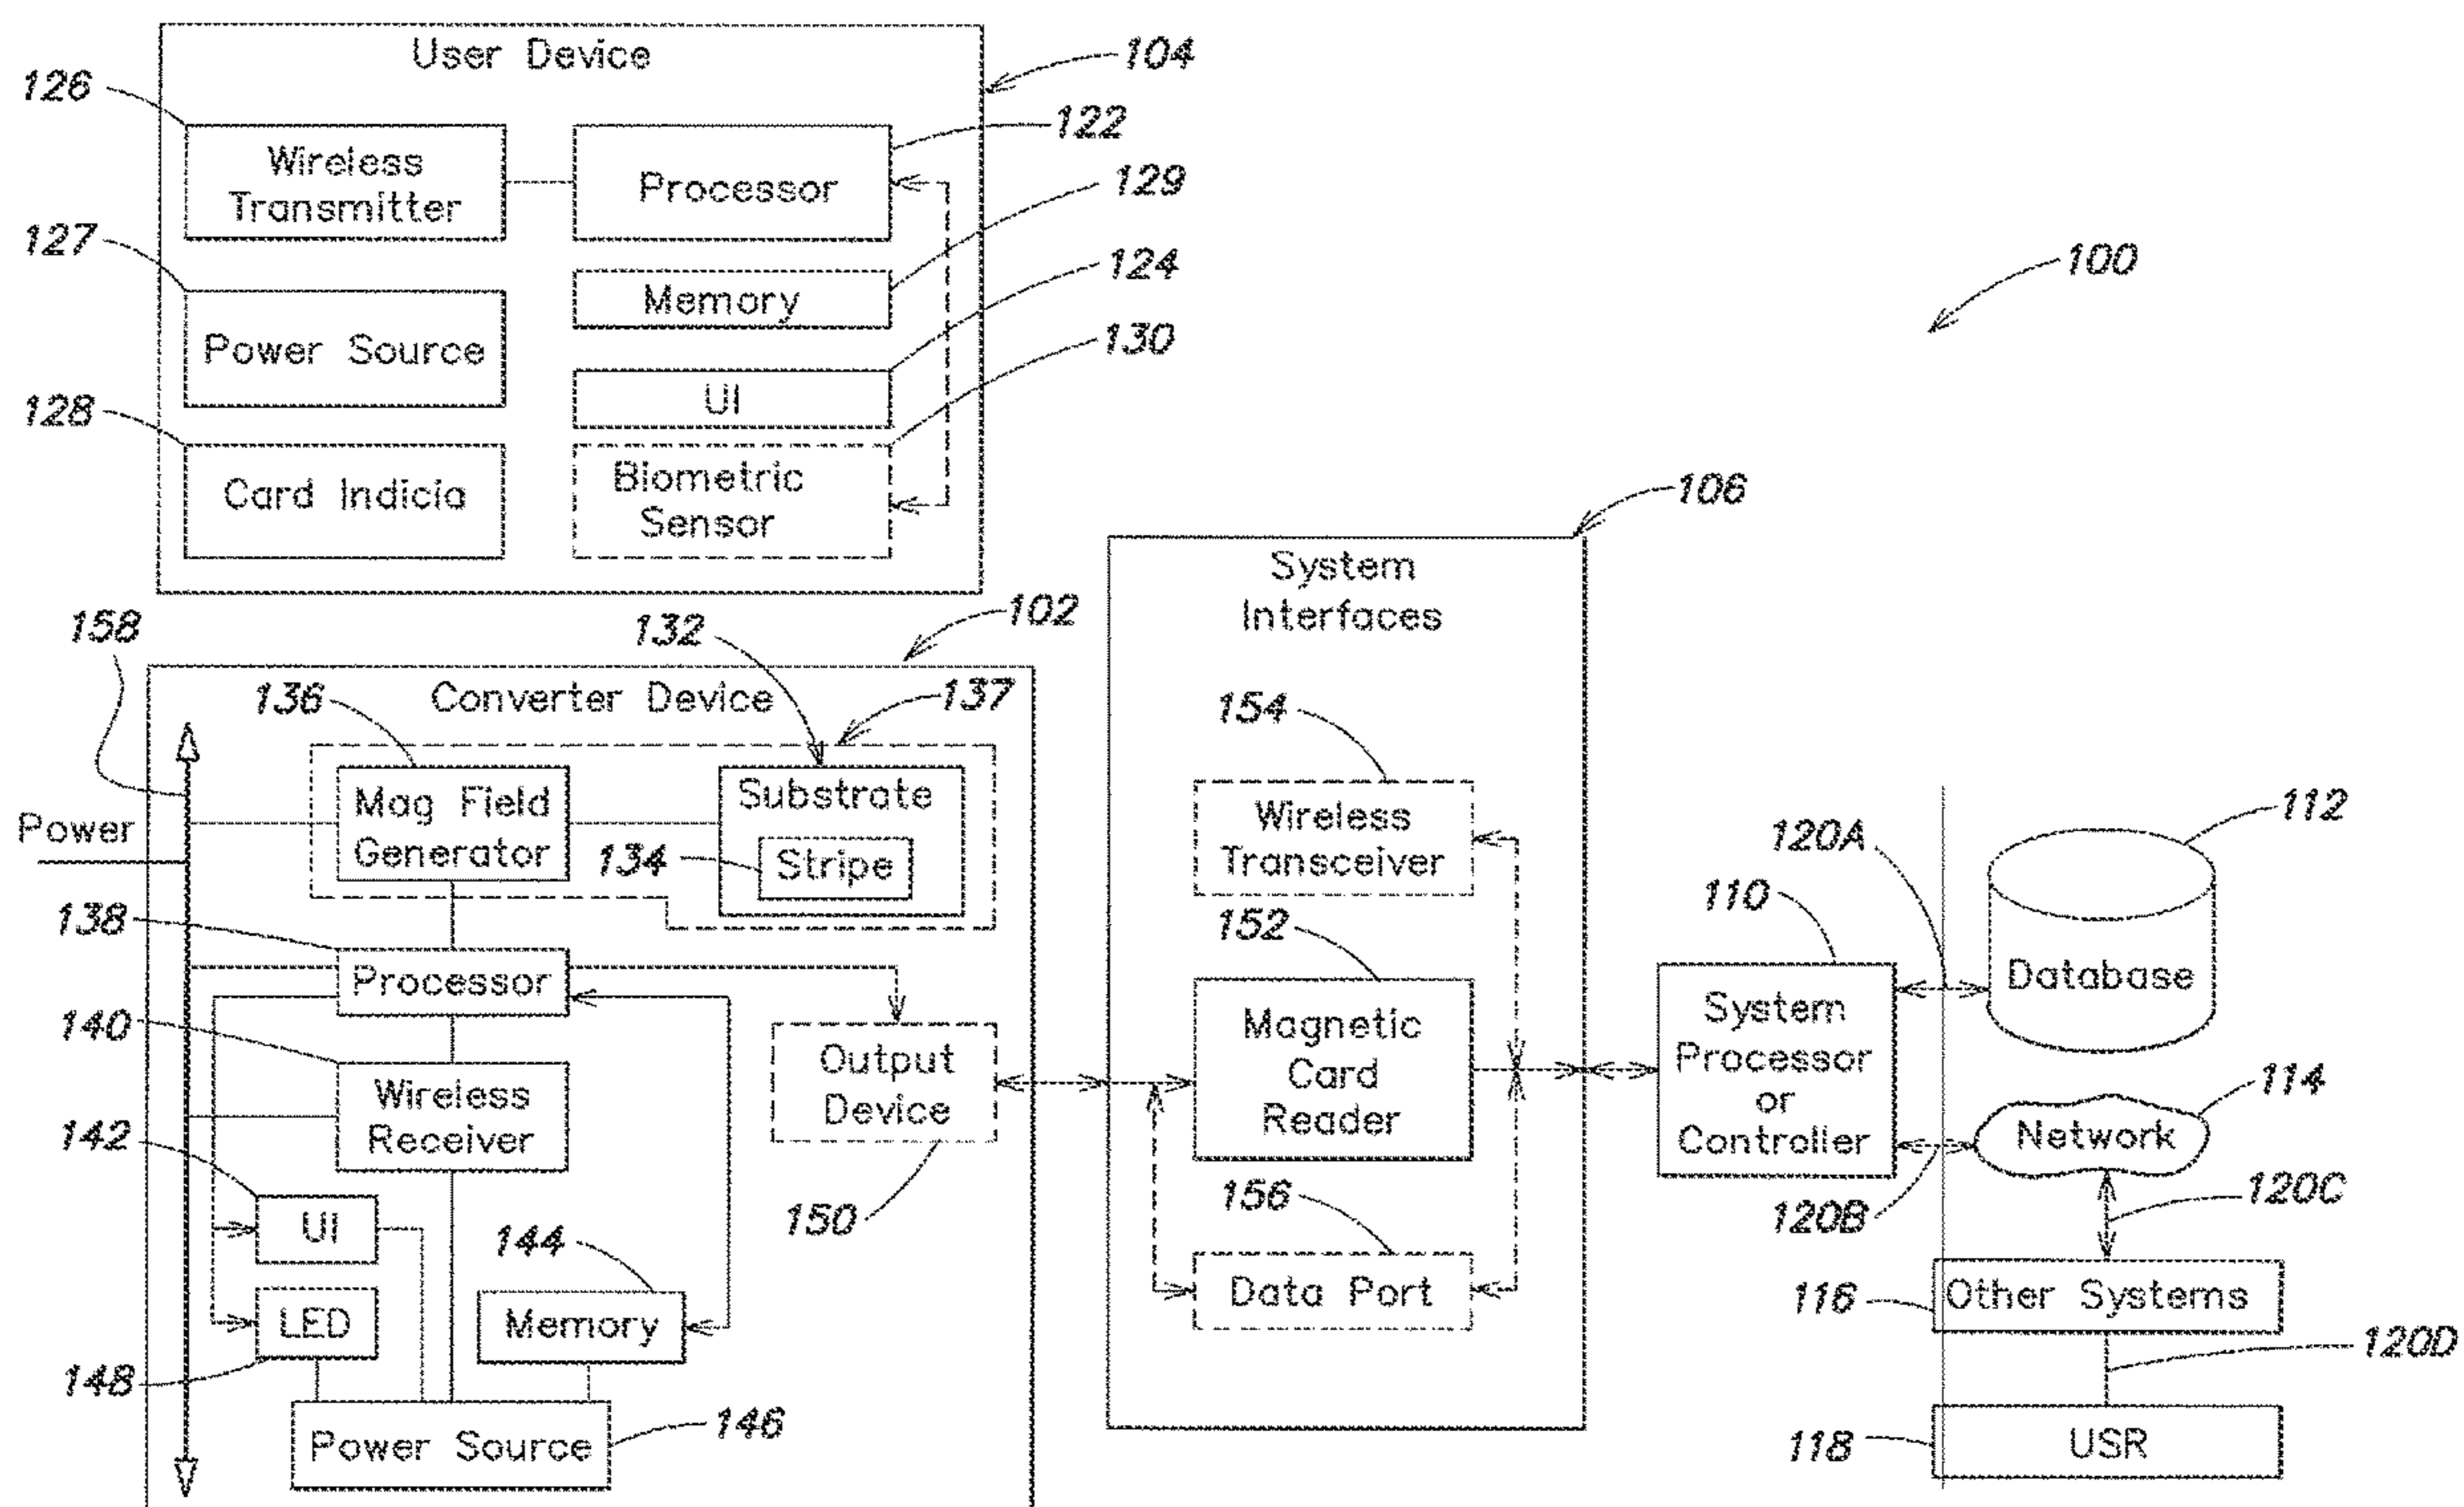 User Device
104
126
Wireless
Transmitter
Processor
122
129
127
Memory
124
Power Source
130
UI
128
Card Indicia
Biometric
Sensor
100
106
System
Interfaces
158
132
102
136
Converter Device
137
154
Mag Field
Generator
Substrate
134
Stripe
Power
Wireless
Transceiver
152
120A
112
110
138
Processor
Database
140
Output
Device
Magnetic
Card
Reader
System
Processor
or
Controller
114
Network
Wireless
Receiver
142
150
156
120B
120C
UI
144
Data Port
LED
Memory
116
Other Systems
120D
148
Power Source
146
118
USR